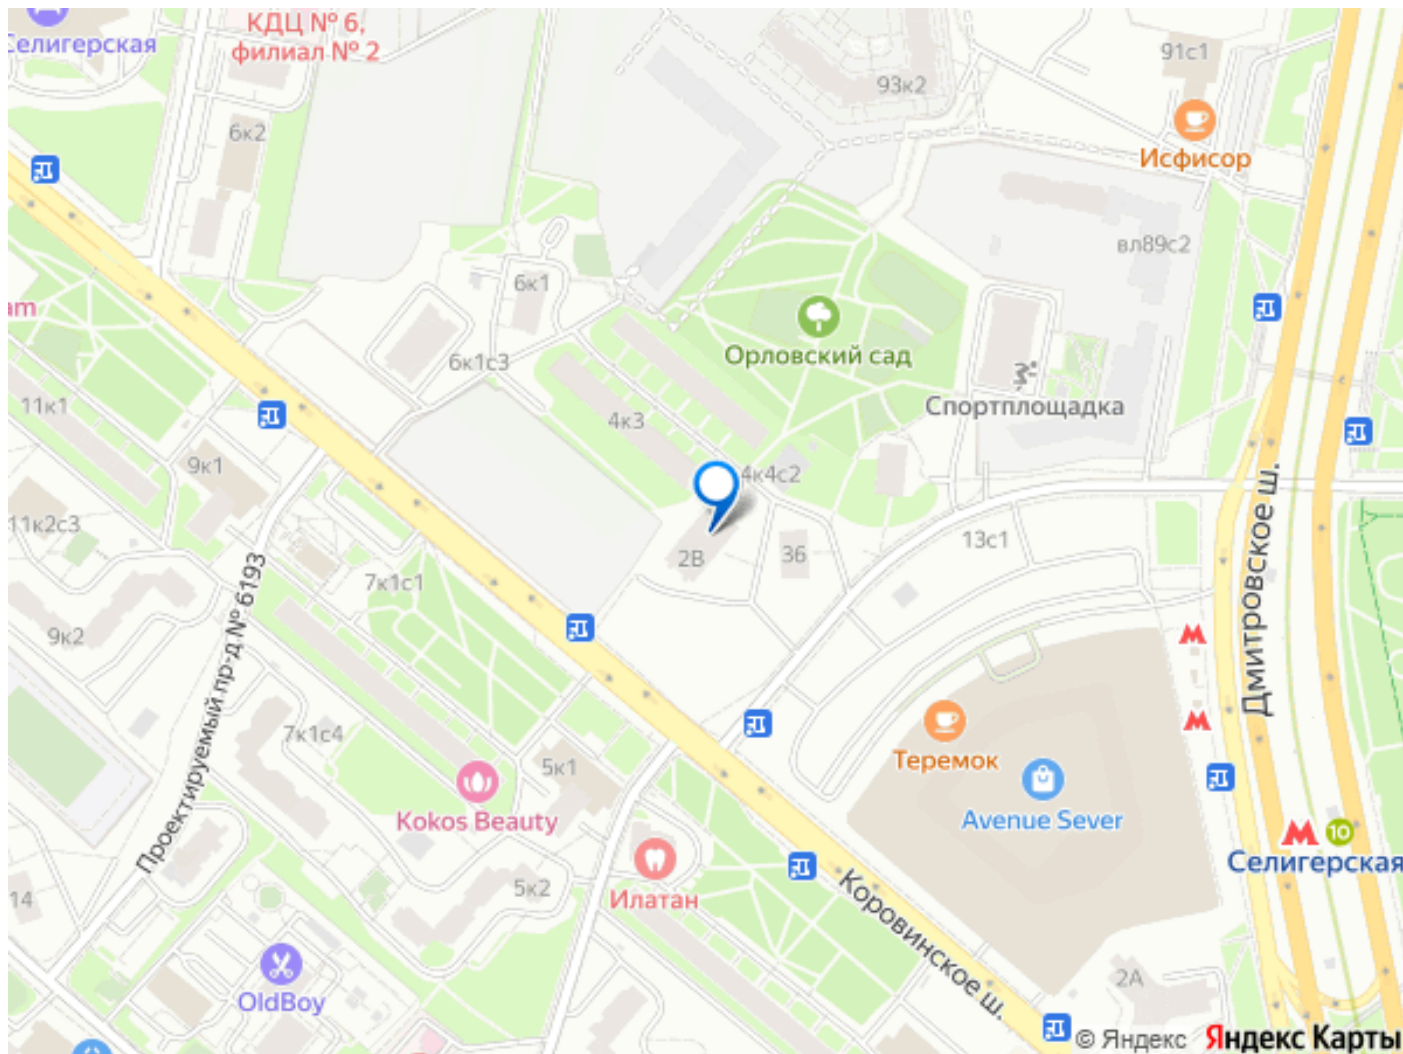 КДЦ № 6,
филиал № 2
Селигерская
91с1
93к2
6к2
Исфисор
вл89с2
6к1
am
Орловский сад
6к1с3
11к1
4к3
Спортплощадка
9к1
4к4с2
11к2с3
13с1
2В
36
7к1с1
9к2
Проектируемый пр-д № 6193
Дмитровское ш.
7к1с4
Теремок
5к1
Kokos Beauty
Avenue Sever
10
Селигерская
5к2
14
Илатан
Коровинское ш.
OldBoy
2А
© Яндекс Яндекс Карты